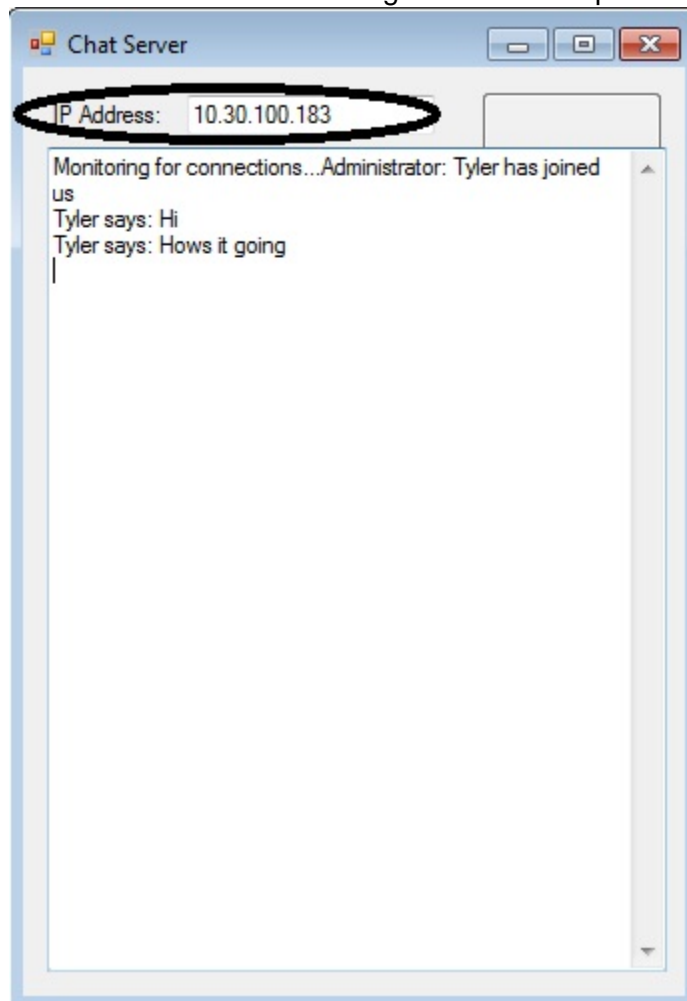 Chat Server
IP Address: 10.30.100.183
Monitoring for connections...Administrator: Tyler has joined
us
Tyler says: Hi
Tyler says: Hows it going